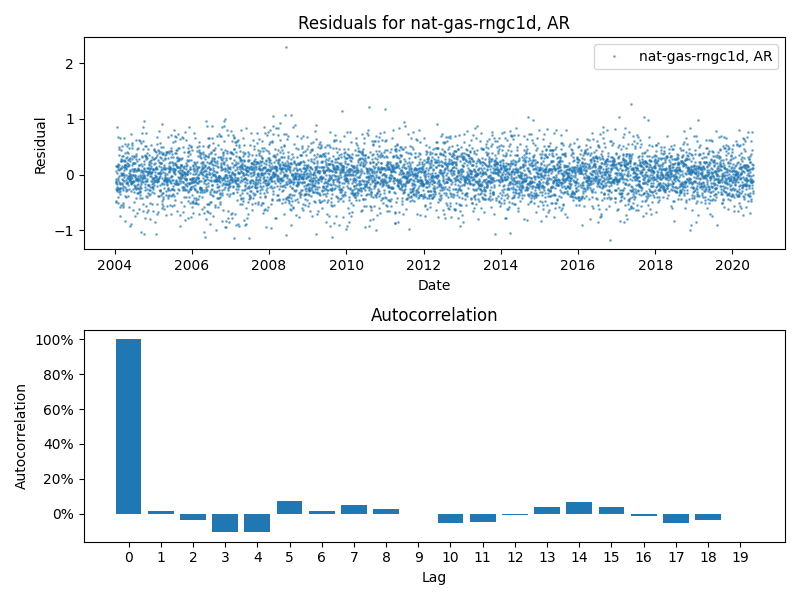 Residuals for nat-gas-rngc1d, AR
nat-gas-rngc1d, AR
Residual
2
1
0
−1
2004 2006 2008 2010 2012 2014 2016 2018 2020
Date
Autocorrelation
Autocorrelation
100%
80%
60%
40%
20%
0%
0 1 2 3 4 5 6 7 8 9 10 11 12 13 14 15 16 17 18 19
Lag